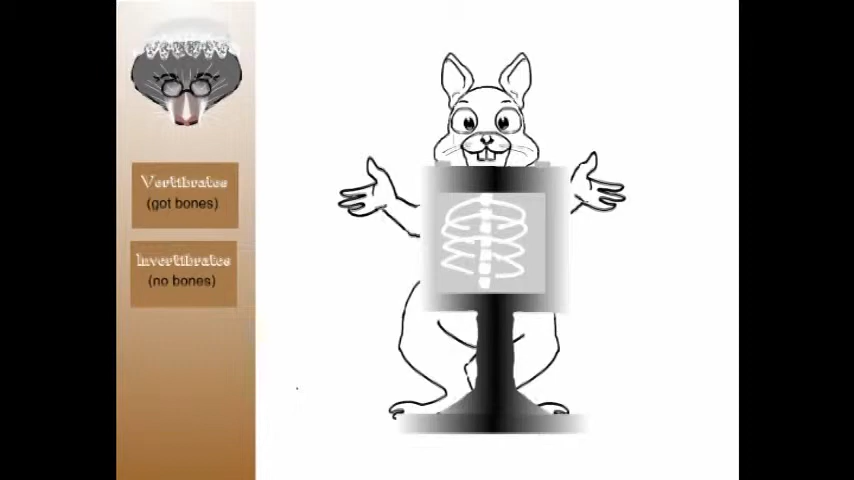 Vertibrates
(got bones)
Invertibrates
(no bones)